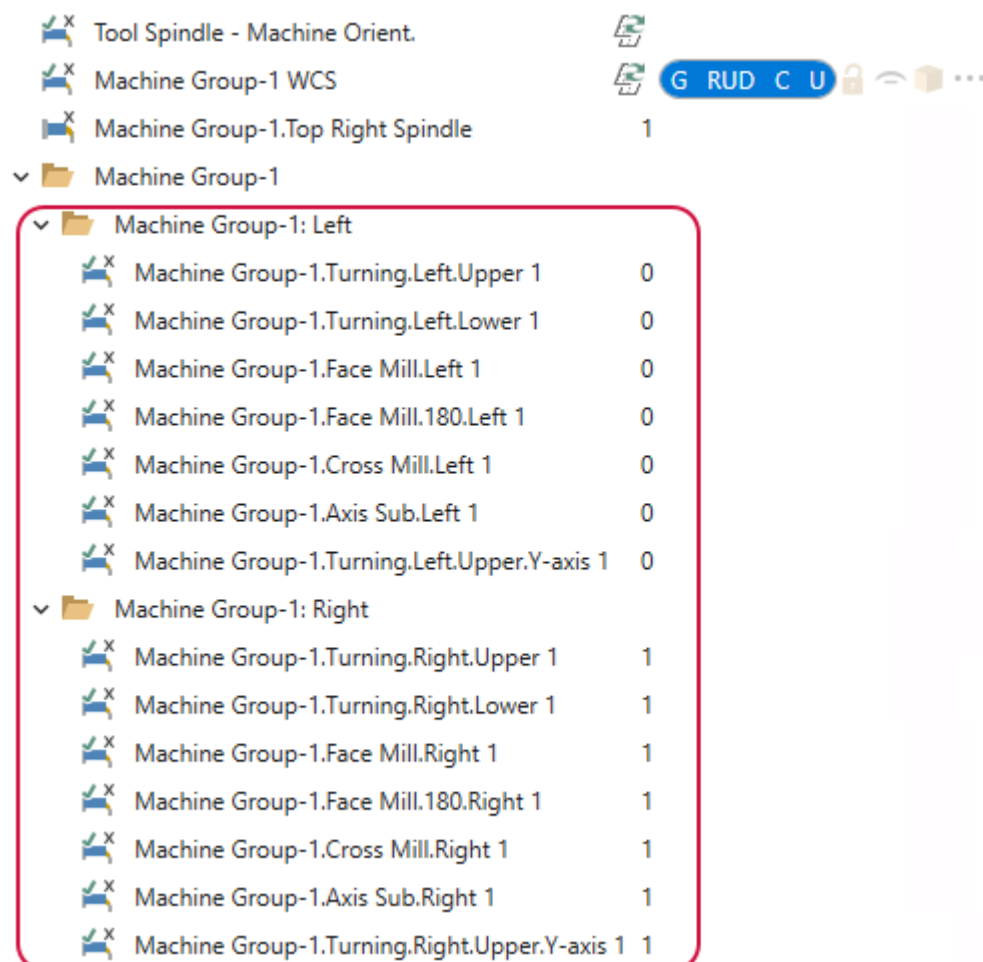 Tool Spindle - Machine Orient.
Machine Group-1 WCS G RUD C U
Machine Group-1.Top Right Spindle 1
Machine Group-1
Machine Group-1: Left
Machine Group-1.Turning.Left.Upper 1 0
Machine Group-1.Turning.Left.Lower 1 0
Machine Group-1.Face Mill.Left 1 0
Machine Group-1.Face Mill.180.Left 1 0
Machine Group-1.Cross Mill.Left 1 0
Machine Group-1.Axis Sub.Left 1 0
Machine Group-1.Turning.Left.Upper.Y-axis 1 0
Machine Group-1: Right
Machine Group-1.Turning.Right.Upper 1 1
Machine Group-1.Turning.Right.Lower 1 1
Machine Group-1.Face Mill.Right 1 1
Machine Group-1.Face Mill.180.Right 1 1
Machine Group-1.Cross Mill.Right 1 1
Machine Group-1.Axis Sub.Right 1 1
Machine Group-1.Turning.Right.Upper.Y-axis 1 1